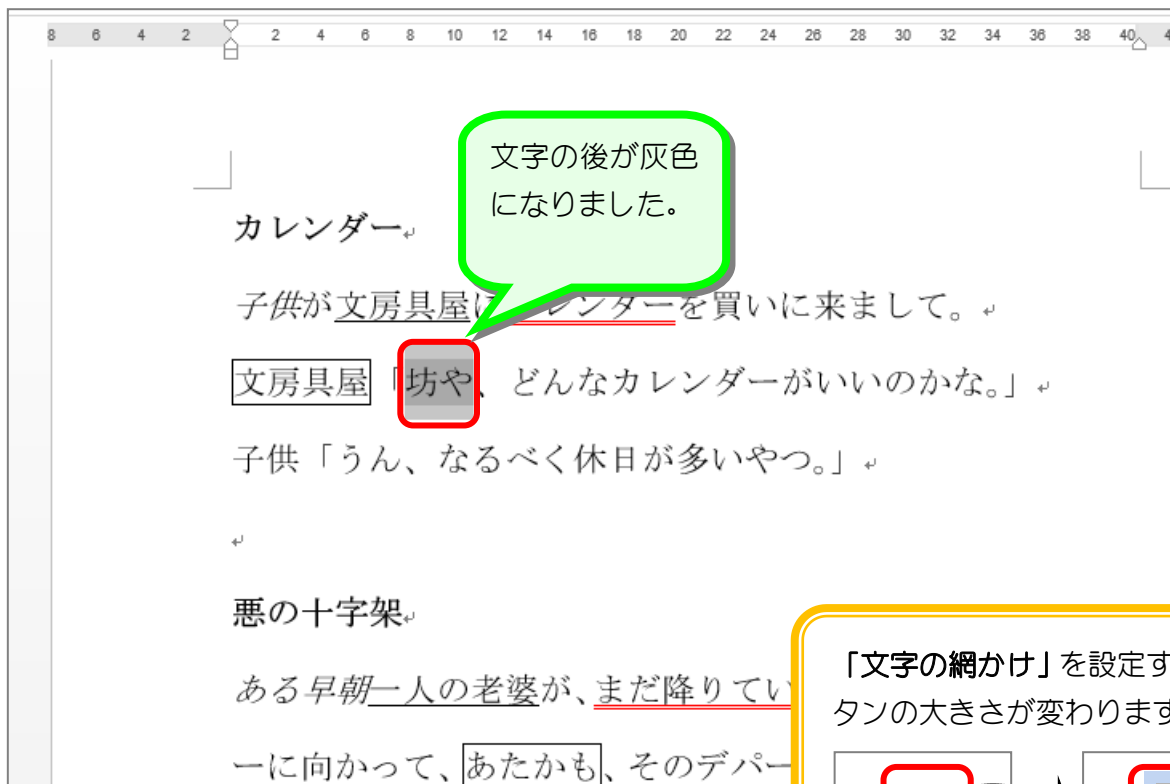 8 6 4 2 2 4 6 8 10 12 14 16 18 20 22 24 26 28 30 32 34 36 38 40 4
文字の後が灰色
になりました。
カレンダー
子供が文房具屋にカレンダーを買いに来まして。
文房具屋「坊や、どんなカレンダーがいいのかな。」
子供「うん、なるべく休日が多いやつ。」
悪の十字架
ある早朝一人の老婆が、まだ降りてい
「文字の網かけ」を設定す
タンの大きさが変わります
ーに向かって、あたかも、そのデパー